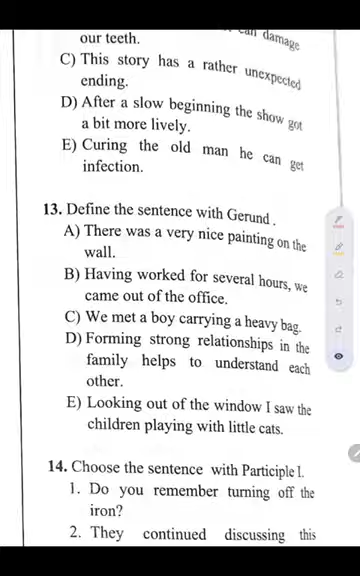 can damage
our teeth.
C) This story has a rather unexpected
ending.
D) After a slow beginning the show got
a bit more lively.
E) Curing the old man he can get
infection.
13. Define the sentence with Gerund .
A) There was a very nice painting on the
wall.
B) Having worked for several hours, we
came out of the office.
C) We met a boy carrying a heavy bag.
D) Forming strong relationships in the
family helps to understand each
other.
E) Looking out of the window I saw the
children playing with little cats.
14. Choose the sentence with Participle I.
1. Do you remember turning off the
iron?
2. They continued discussing this